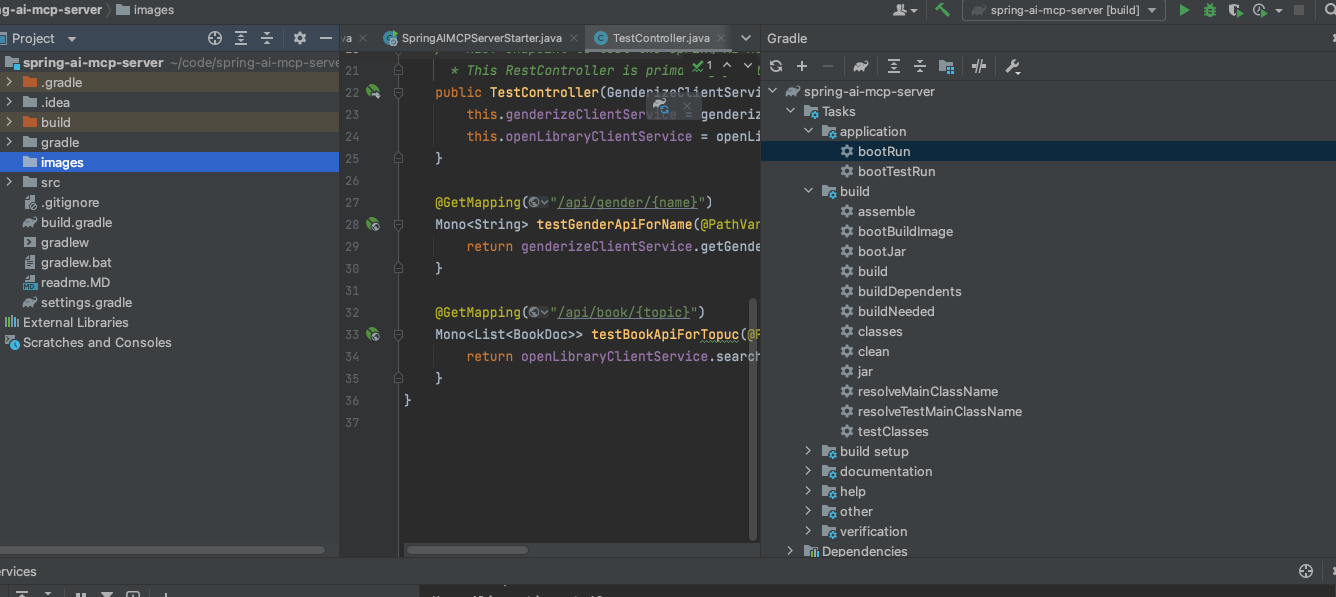 ng-ai-mcp-server images
spring-ai-mcp-server [build]
Project
va
SpringAIMCPServerStarter.java
TestController.java
Gradle
spring-ai-mcp-server ~/code/spring-ai-mcp-serve
.gradle
.idea
build
gradle
images
src
.gitignore
build.gradle
gradlew
gradlew.bat
readme.MD
settings.gradle
External Libraries
Scratches and Consoles
1
21 * This RestController is prima
22 public TestController(GenderizeClientServi
23 this.genderizeClientService = genderiz
24 this.openLibraryClientService = openLi
25 }
26
27 @GetMapping("/api/gender/{name}")
28 Mono<String> testGenderApiForName(@PathVar
29 return genderizeClientService.getGende
30 }
31
32 @GetMapping("/api/book/{topic}")
33 Mono<List<BookDoc>> testBookApiForTopuc(@P
34 return openLibraryClientService.search
35 }
36 }
37
spring-ai-mcp-server
Tasks
application
bootRun
bootTestRun
build
assemble
bootBuildImage
bootJar
build
buildDependents
buildNeeded
classes
clean
jar
resolveMainClassName
resolveTestMainClassName
testClasses
build setup
documentation
help
other
verification
Dependencies
ervices